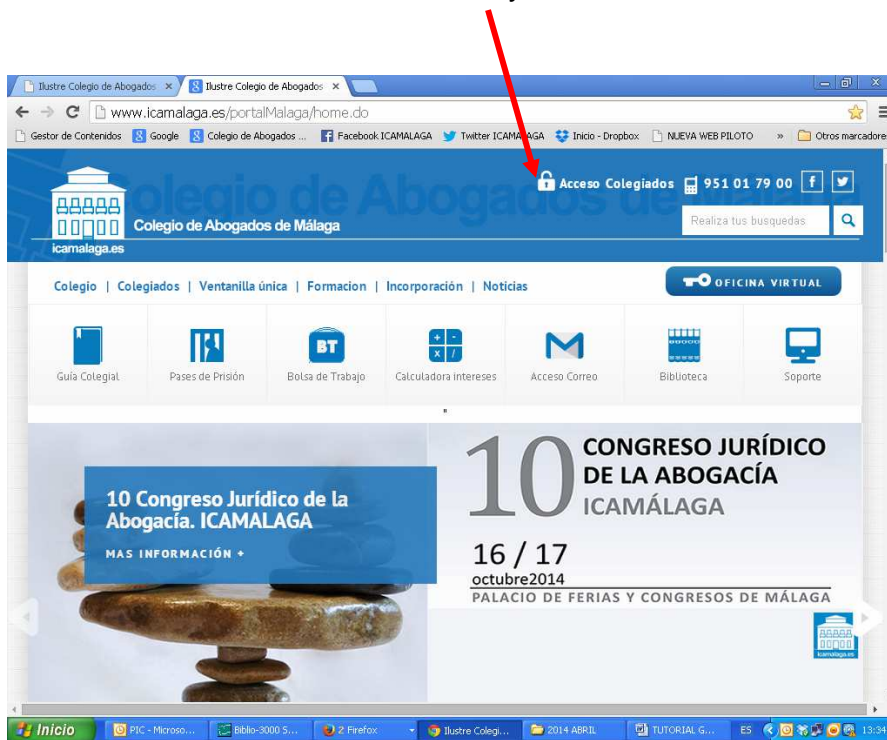 Ilustre Colegio de Abogados
Ilustre Colegio de Abogados
www.icamalaga.es/portalMalaga/home.do
Gestor de Contenidos Google Colegio de Abogados ... Facebook ICAMALAGA Twitter ICAMALAGA Inicio - Dropbox NUEVA WEB PILOTO » Otros marcadore
Colegio de Abogados de Málaga
Acceso Colegiados 951 01 79 00
Realiza tus busquedas
Colegio de Abogados de Málaga
icamalaga.es
Colegio | Colegiados | Ventanilla única | Formacion | Incorporación | Noticias
OFICINA VIRTUAL
BT
Guía Colegial Pases de Prisión Bolsa de Trabajo Calculadora intereses Acceso Correo Biblioteca Soporte
10 Congreso Jurídico de la
Abogacía. ICAMALAGA
MAS INFORMACIÓN +
10 CONGRESO JURÍDICO
DE LA ABOGACÍA
ICAMÁLAGA
16 / 17
octubre2014
PALACIO DE FERIAS Y CONGRESOS DE MÁLAGA
icamalaga.es
Inicio PIC - Microso... Biblio-3000 S... 2 Firefox Ilustre Colegi... 2014 ABRIL TUTORIAL G... ES 13:34